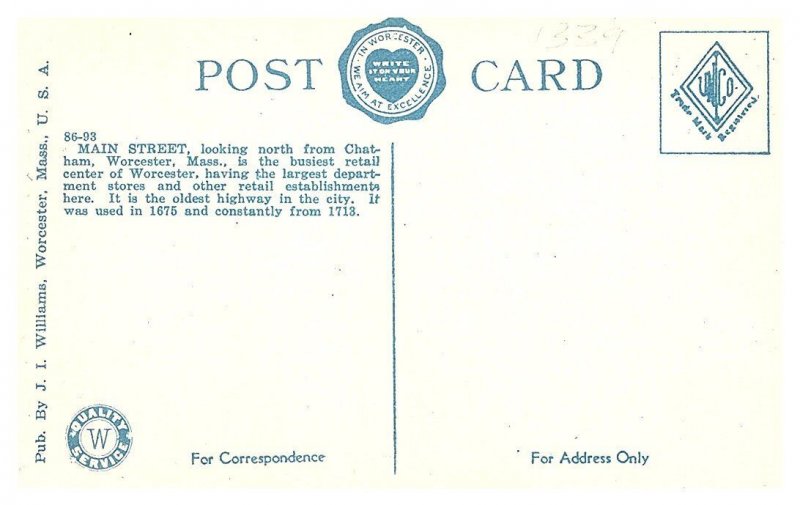 POST CARD
IN WORCESTER
WRITE
IT ON YOUR
HEART
WE AIM AT EXCELLENCE
1339
Trade Mark Registered.
86-93
MAIN STREET, looking north from Chat-
ham, Worcester, Mass., is the busiest retail
center of Worcester, having the largest depart-
ment stores and other retail establishments
here. It is the oldest highway in the city. It
was used in 1675 and constantly from 1713.
Pub. By J. I. Williams, Worcester, Mass., U. S. A.
QUALITY
W
SERVICE
For Correspondence
For Address Only